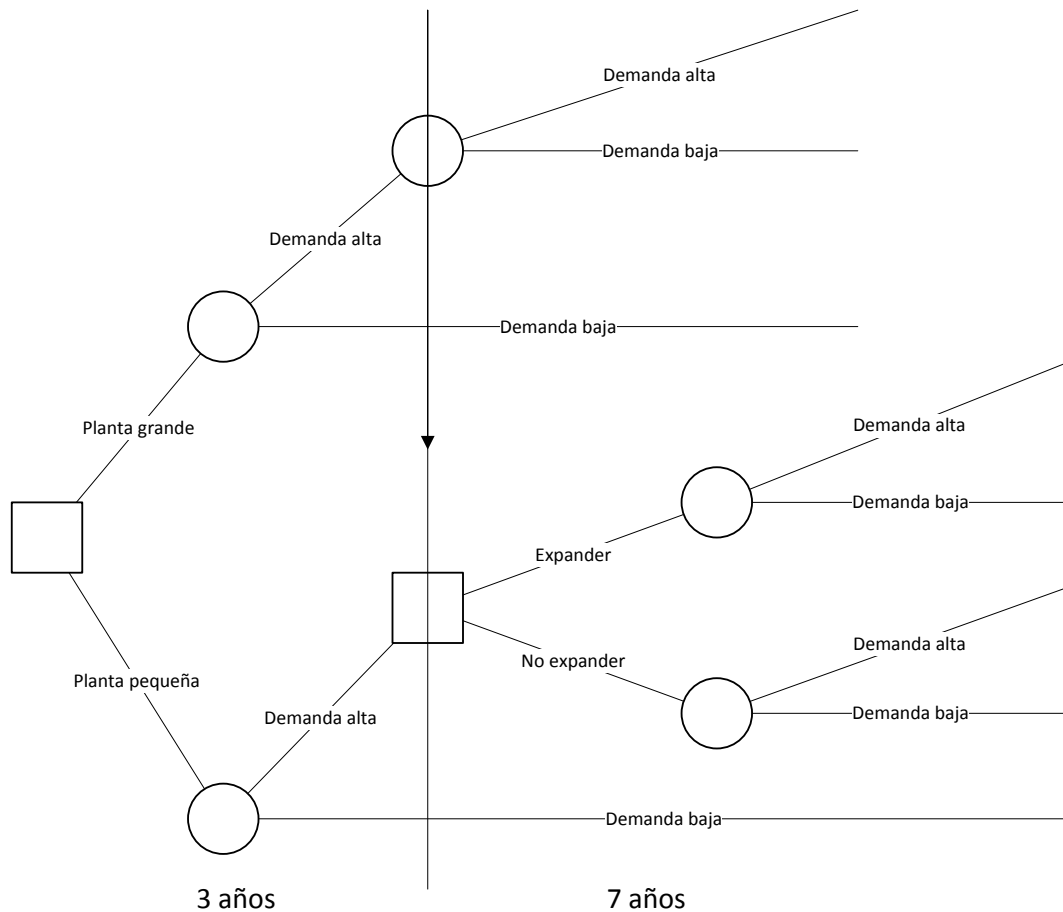 Demanda alta
Demanda baja
Demanda alta
Demanda baja
Planta grande
Demanda alta
Demanda baja
Expander
Demanda alta
No expander
Planta pequeña
Demanda alta
Demanda baja
Demanda baja
3 años
7 años